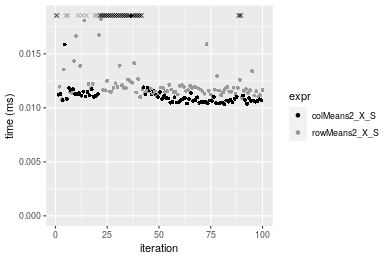 0.015
0.010
0.005
0.000
time (ms)
0
25
50
75
100
iteration
expr
colMeans2_X_S
rowMeans2_X_S